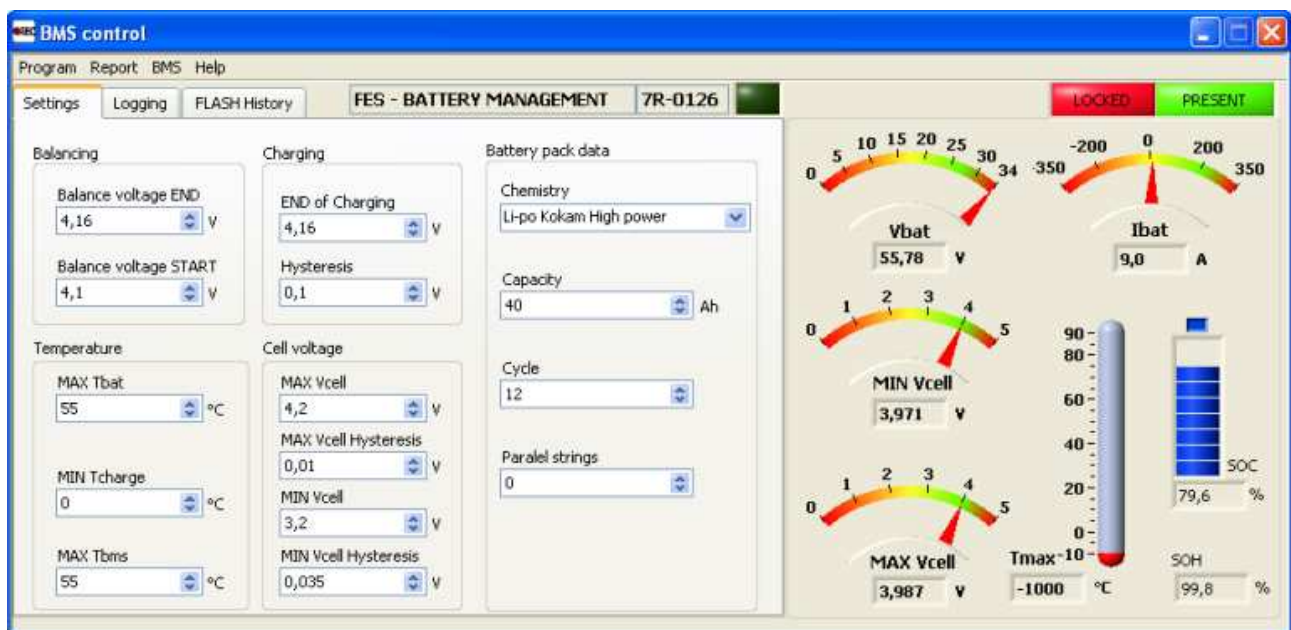 BMS control
Program Report BMS Help
Settings Logging FLASH History FES - BATTERY MANAGEMENT 7R-0126 LOCKED PRESENT
Balancing
Balance voltage END
4,16 V
Balance voltage START
4,1 V
Charging
END of Charging
4,16 V
Hysteresis
0,1 V
Temperature
MAX Tbat
55 °C
MIN Tcharge
0 °C
MAX Tbms
55 °C
Cell voltage
MAX Vcell
4,2 V
MAX Vcell Hysteresis
0,01 V
MIN Vcell
3,2 V
MIN Vcell Hysteresis
0,035 V
Battery pack data
Chemistry
Li-po Kokam High power
Capacity
40 Ah
Cycle
12
Paralel strings
0
0 5 10 15 20 25 30 34
Vbat
55,78 V
-350 -200 0 200 350
Ibat
9,0 A
0 1 2 3 4 5
MIN Vcell
3,971 V
0 1 2 3 4 5
MAX Vcell
3,987 V
90
80
60
40
20
0
-10
Tmax
-1000 °C
SOC
79,6 %
SOH
99,8 %